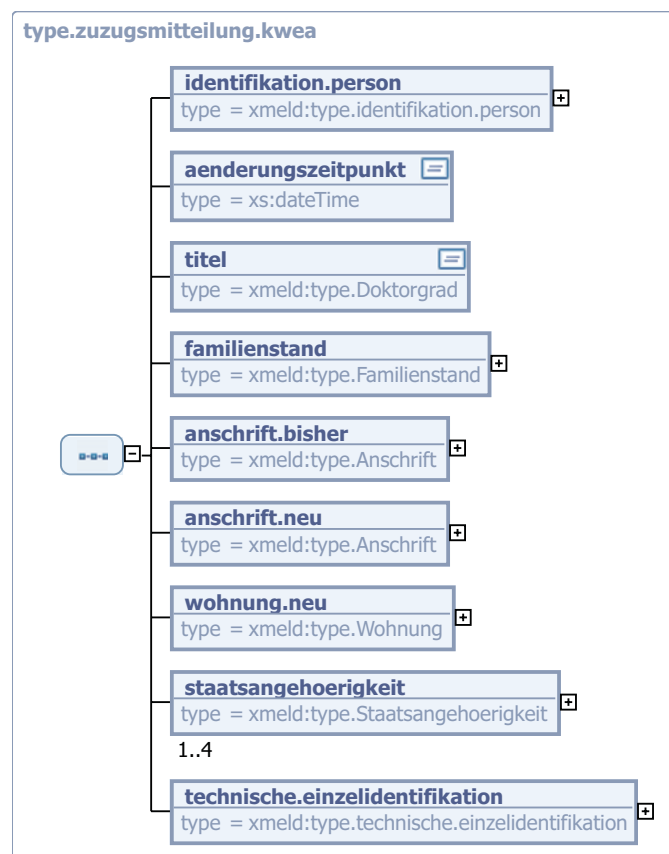 type.zuzugsmitteilung.kwea
identifikation.person
type = xmeld:type.identifikation.person
aenderungszeitpunkt
type = xs:dateTime
titel
type = xmeld:type.Doktorgrad
familienstand
type = xmeld:type.Familienstand
anschrift.bisher
type = xmeld:type.Anschrift
anschrift.neu
type = xmeld:type.Anschrift
wohnung.neu
type = xmeld:type.Wohnung
staatsangehoerigkeit
type = xmeld:type.Staatsangehoerigkeit
1..4
technische.einzelidentifikation
type = xmeld:type.technische.einzelidentifikation